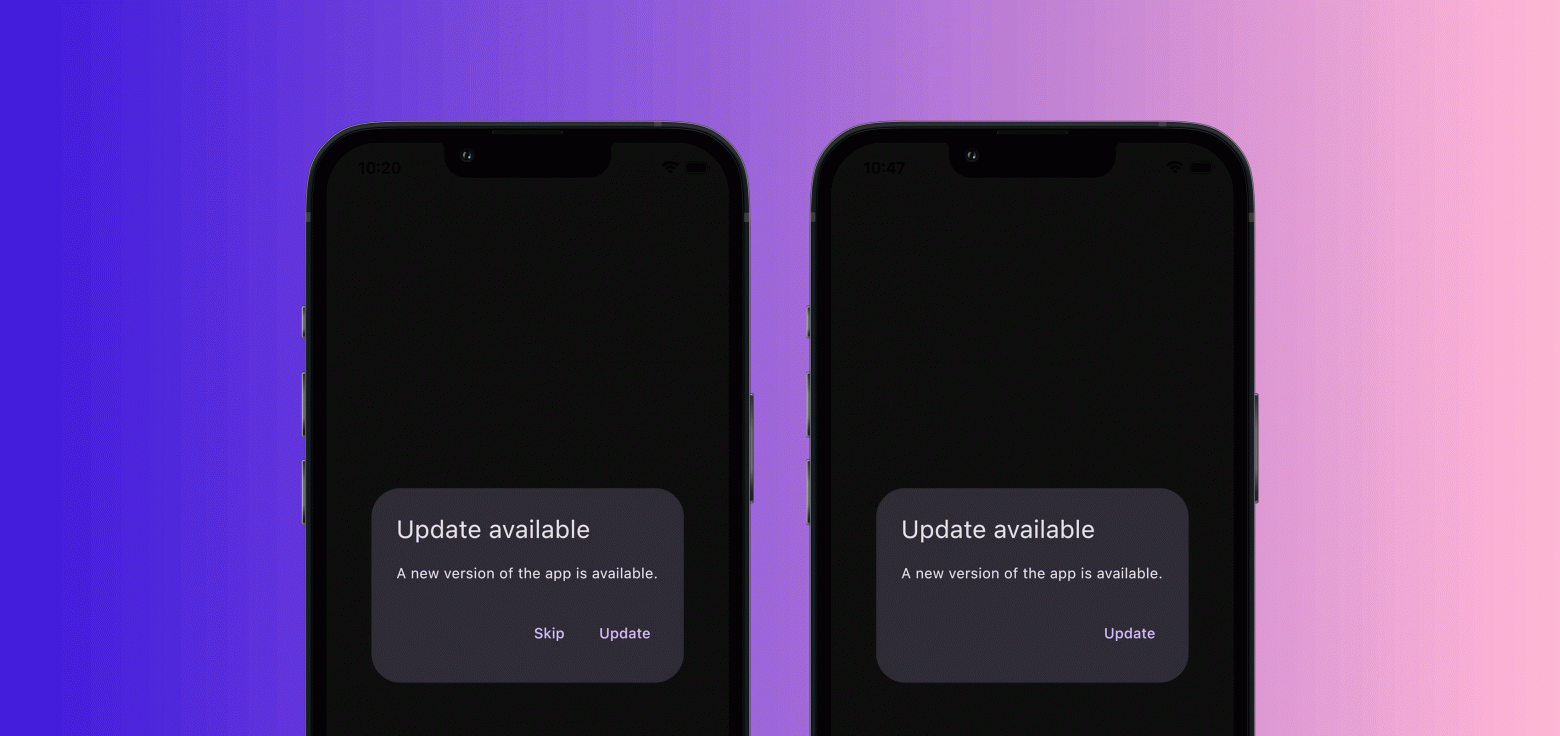 10:20
Update available
A new version of the app is available.
Skip Update
10:47
Update available
A new version of the app is available.
Update